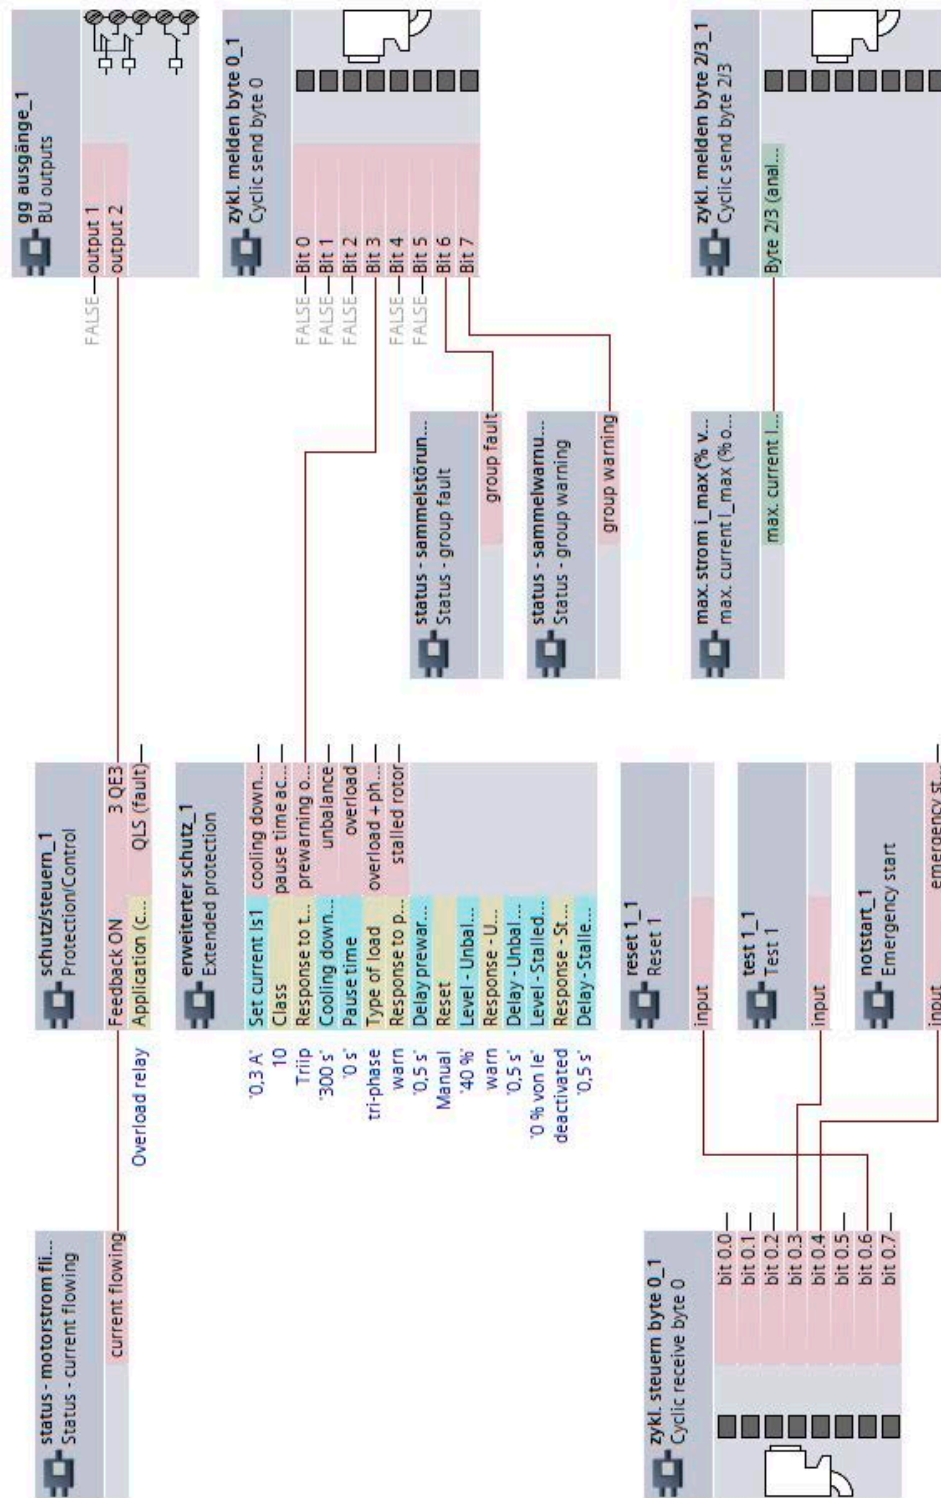 status - motorstrom fli...
Status - current flowing
current flowing
schutz/steuern_1
Protection/Control
Feedback ON
3 QE3
Overload relay
Application (c...
QLS (fault)
gg ausgänge_1
BU outputs
FALSE
output 1
output 2
erweiterter schutz_1
Extended protection
'0,3 A'
Set current Is1
cooling down...
10
Class
pause time ac...
Triip
Response to t...
prewarning o...
'300 s'
Cooling down...
unbalance
'0 s'
Pause time
overload
tri-phase
Type of load
overload + ph...
warn
Response to p...
stalled rotor
'0,5 s'
Delay prewar...
Manual
Reset
'40 %'
Level - Unbal...
warn
Response - U...
'0,5 s'
Delay - Unbal...
'0 % von Ie'
Level - Stalled...
deactivated
Response - St...
'0,5 s'
Delay - Stalle...
zykl. melden byte 0_1
Cyclic send byte 0
FALSE
Bit 0
FALSE
Bit 1
FALSE
Bit 2
Bit 3
FALSE
Bit 4
FALSE
Bit 5
Bit 6
Bit 7
status - sammelstörun...
Status - group fault
group fault
status - sammelwarnu...
Status - group warning
group warning
zykl. steuern byte 0_1
Cyclic receive byte 0
bit 0.0
bit 0.1
bit 0.2
bit 0.3
bit 0.4
bit 0.5
bit 0.6
bit 0.7
reset 1_1
Reset 1
input
test 1_1
Test 1
input
notstart_1
Emergency start
input
emergency st...
max. strom i_max (% v...
max. current I_max (% o...
max. current I...
zykl. melden byte 2/3_1
Cyclic send byte 2/3
Byte 2/3 (anal...